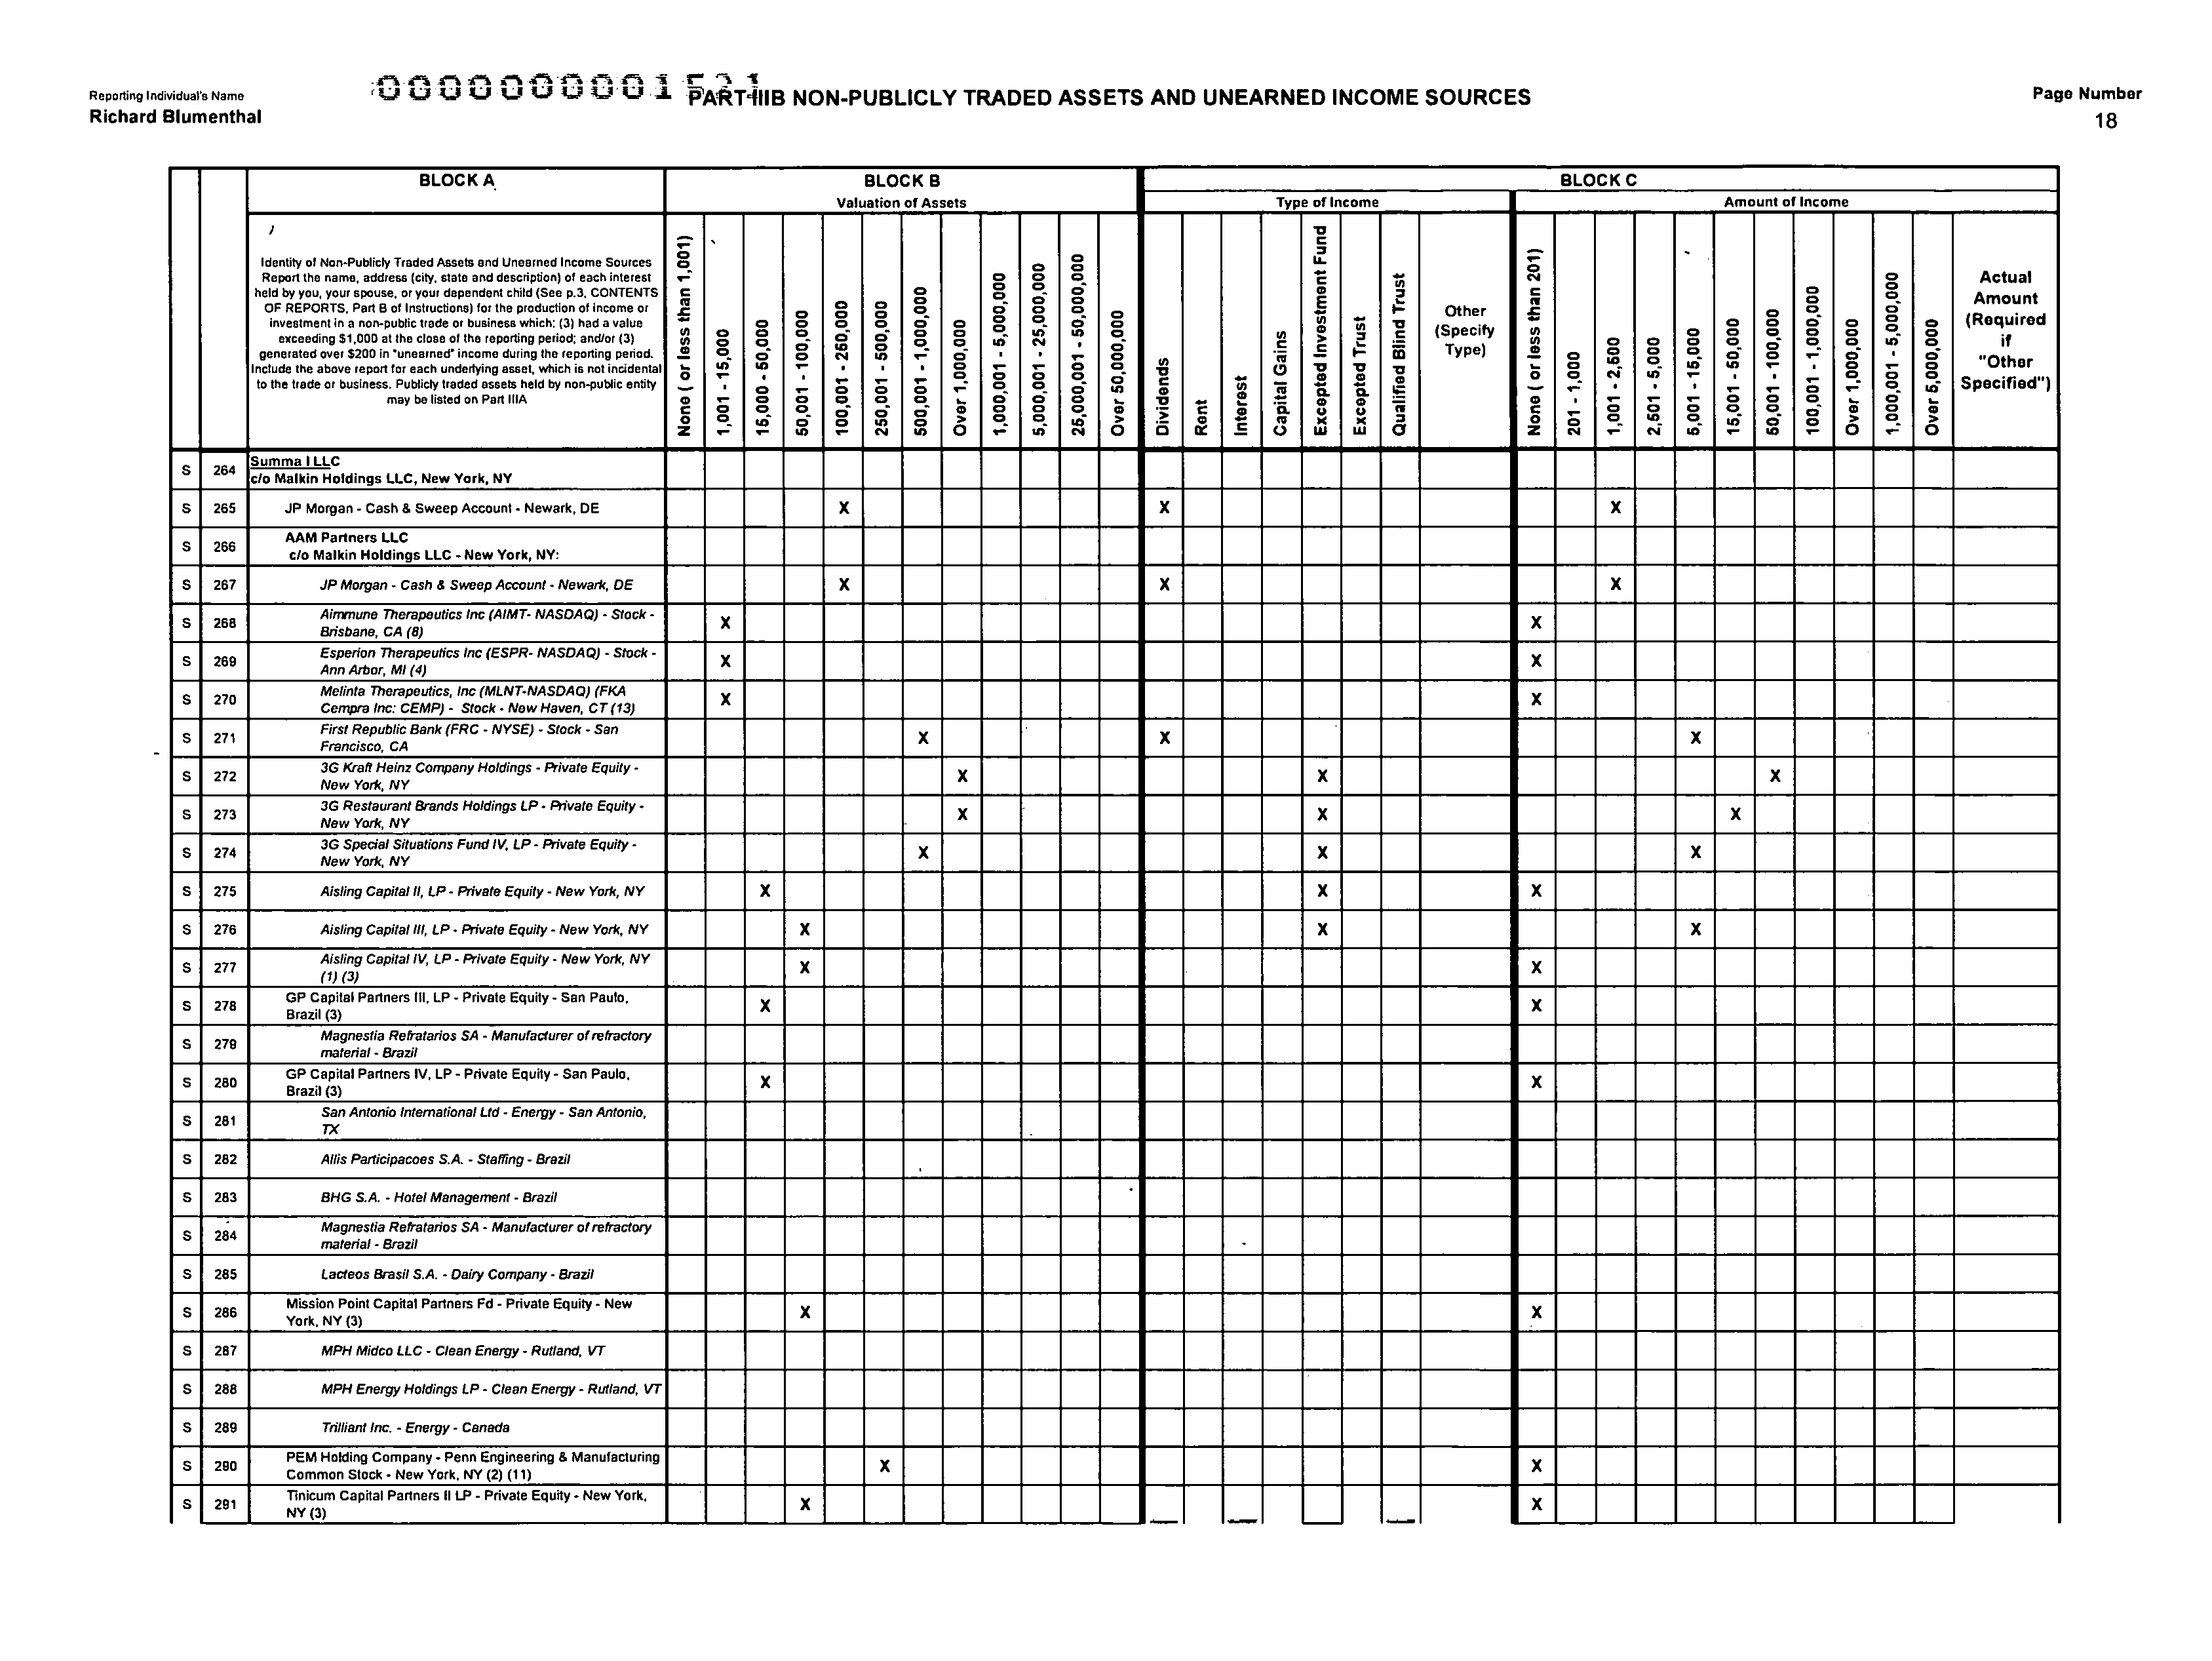 Reporting Individual's Name
Richard Blumenthal
PART IIIB NON-PUBLICLY TRADED ASSETS AND UNEARNED INCOME SOURCES
Page Number
18
BLOCK A
BLOCK B
BLOCK C
Valuation of Assets
Type of Income
Amount of Income
Identity of Non-Publicly Traded Assets and Unearned Income Sources
Report the name, address (city, state and description) of each interest
held by you, your spouse, or your dependent child (See p.3, CONTENTS
OF REPORTS, Part B of Instructions) for the production of income or
investment in a non-public trade or business which: (3) had a value
exceeding $1,000 at the close of the reporting period; and/or (3)
generated over $200 in "unearned" income during the reporting period.
Include the above report for each underlying asset, which is not incidental
to the trade or business. Publicly traded assets held by non-public entity
may be listed on Part IIIA
None ( or less than 1,001)
1,001 - 15,000
15,000 - 50,000
50,001 - 100,000
100,001 - 250,000
250,001 - 500,000
500,001 - 1,000,000
Over 1,000,000
1,000,001 - 5,000,000
5,000,001 - 25,000,000
25,000,001 - 50,000,000
Over 50,000,000
Dividends
Rent
Interest
Capital Gains
Excepted Investment Fund
Excepted Trust
Qualified Blind Trust
Other
(Specify
Type)
None ( or less than 201)
201 - 1,000
1,001 - 2,500
2,501 - 5,000
5,001 - 15,000
15,001 - 50,000
50,001 - 100,000
100,001 - 1,000,000
Over 1,000,000
1,000,001 - 5,000,000
Over 5,000,000
Actual
Amount
(Required
if
"Other
Specified")
S 264 Summa I LLC
c/o Malkin Holdings LLC, New York, NY
S 265 JP Morgan - Cash & Sweep Account - Newark, DE X X X
S 266 AAM Partners LLC
c/o Malkin Holdings LLC - New York, NY:
S 267 JP Morgan - Cash & Sweep Account - Newark, DE X X X
S 268 Aimmune Therapeutics Inc (AIMT- NASDAQ) - Stock -
Brisbane, CA (8) X X
S 269 Esperion Therapeutics Inc (ESPR- NASDAQ) - Stock -
Ann Arbor, MI (4) X X
S 270 Melinta Therapeutics, Inc (MLNT-NASDAQ) (FKA
Cempra Inc: CEMP) - Stock - New Haven, CT (13) X X
S 271 First Republic Bank (FRC - NYSE) - Stock - San
Francisco, CA X X X
S 272 3G Kraft Heinz Company Holdings - Private Equity -
New York, NY X X X
S 273 3G Restaurant Brands Holdings LP - Private Equity -
New York, NY X X X
S 274 3G Special Situations Fund IV, LP - Private Equity -
New York, NY X X X
S 275 Aisling Capital II, LP - Private Equity - New York, NY X X X
S 276 Aisling Capital III, LP - Private Equity - New York, NY X X X
S 277 Aisling Capital IV, LP - Private Equity - New York, NY
(1) (3) X X
S 278 GP Capital Partners III, LP - Private Equity - San Paulo,
Brazil (3) X X
S 279 Magnestia Refratarios SA - Manufacturer of refractory
material - Brazil
S 280 GP Capital Partners IV, LP - Private Equity - San Paulo,
Brazil (3) X X
S 281 San Antonio International Ltd - Energy - San Antonio,
TX
S 282 Allis Participacoes S.A. - Staffing - Brazil
S 283 BHG S.A. - Hotel Management - Brazil
S 284 Magnestia Refratarios SA - Manufacturer of refractory
material - Brazil
S 285 Lacteos Brasil S.A. - Dairy Company - Brazil
S 286 Mission Point Capital Partners Fd - Private Equity - New
York, NY (3) X X
S 287 MPH Midco LLC - Clean Energy - Rutland, VT
S 288 MPH Energy Holdings LP - Clean Energy - Rutland, VT
S 289 Trilliant Inc. - Energy - Canada
S 290 PEM Holding Company - Penn Engineering & Manufacturing
Common Stock - New York, NY (2) (11) X X
S 291 Tinicum Capital Partners II LP - Private Equity - New York,
NY (3) X X